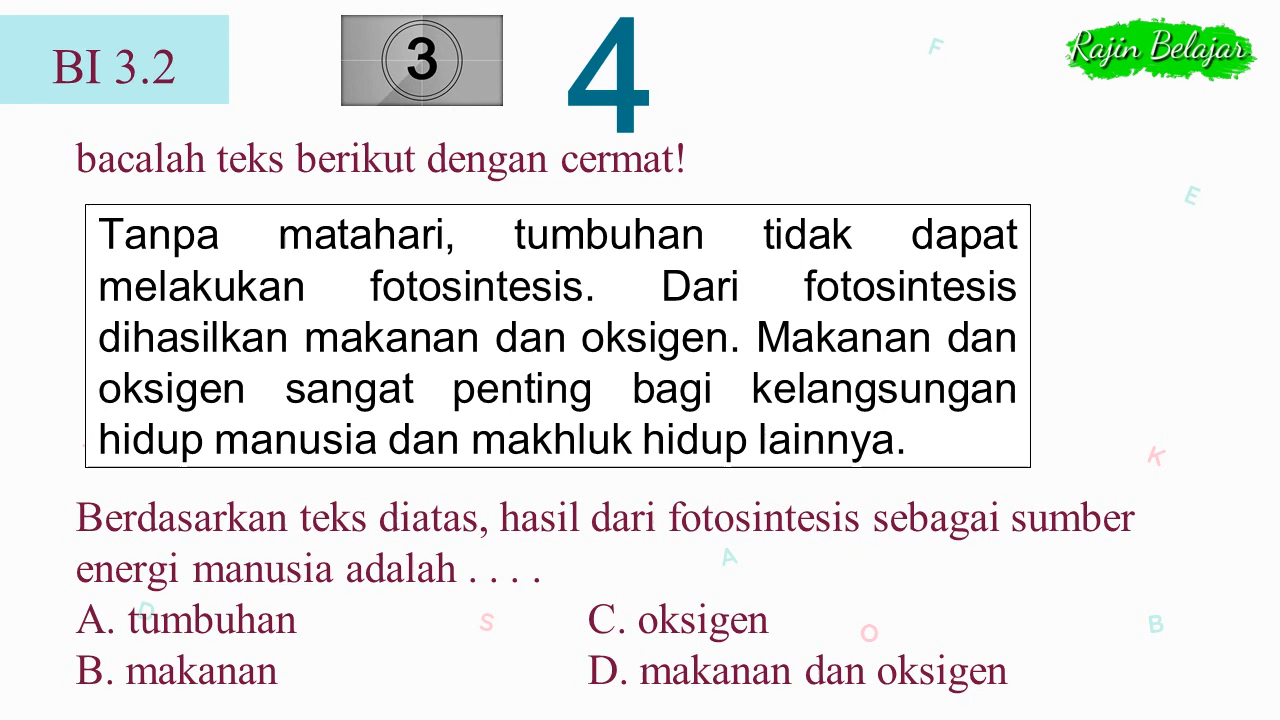 BI 3.2
3
4
Rajin Belajar
F
bacalah teks berikut dengan cermat!
E
Tanpa matahari, tumbuhan tidak dapat
melakukan fotosintesis. Dari fotosintesis
dihasilkan makanan dan oksigen. Makanan dan
oksigen sangat penting bagi kelangsungan
hidup manusia dan makhluk hidup lainnya.
K
Berdasarkan teks diatas, hasil dari fotosintesis sebagai sumber
energi manusia adalah . . . .
A
A. tumbuhan C. oksigen
D S O B
B. makanan D. makanan dan oksigen